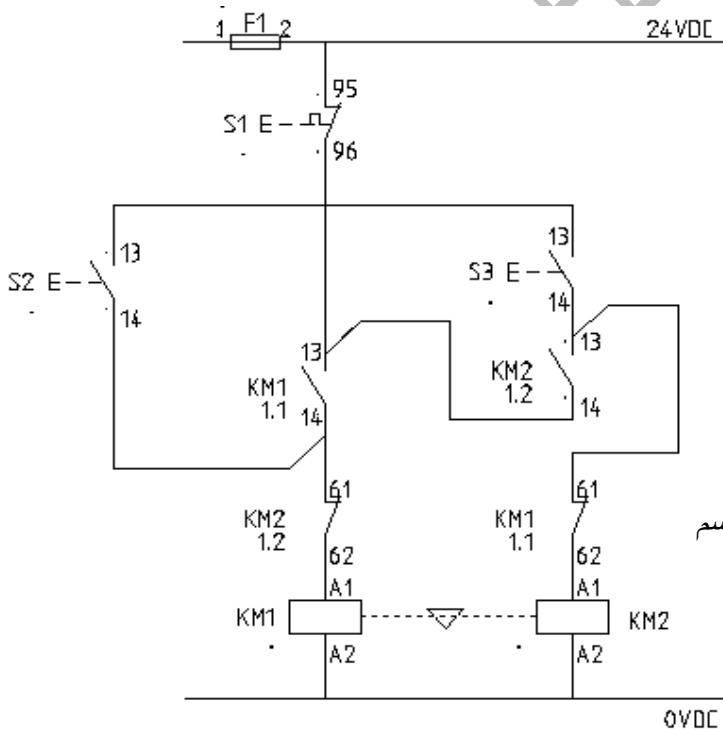 1 F1 2 24VDC
95
S1 E
96
13 13
S2 E S3 E
14 14
13 13
KM1 KM2
1.1 1.2
14 14
61 61
KM2 KM1
1.2 1.1
62 62
A1 A1
KM1 KM2
A2 A2
0VDC